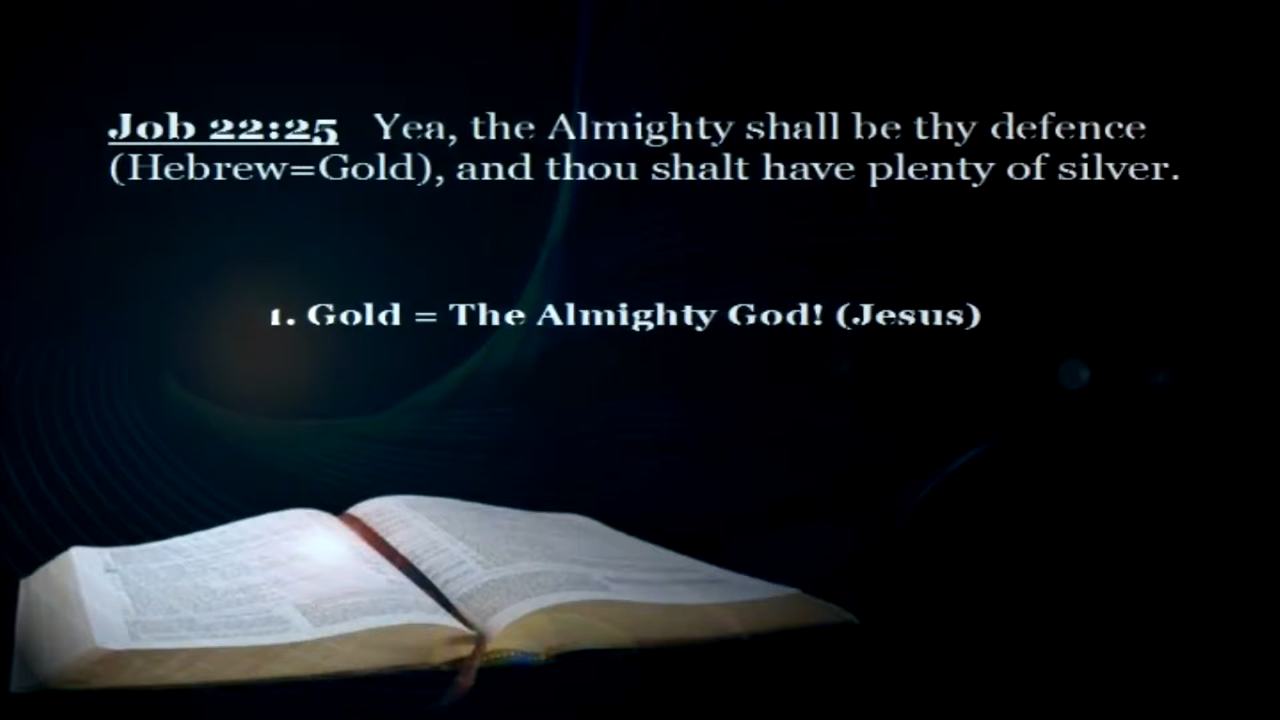 Job 22:25 Yea, the Almighty shall be thy defence
(Hebrew=Gold), and thou shalt have plenty of silver.
1. Gold = The Almighty God! (Jesus)